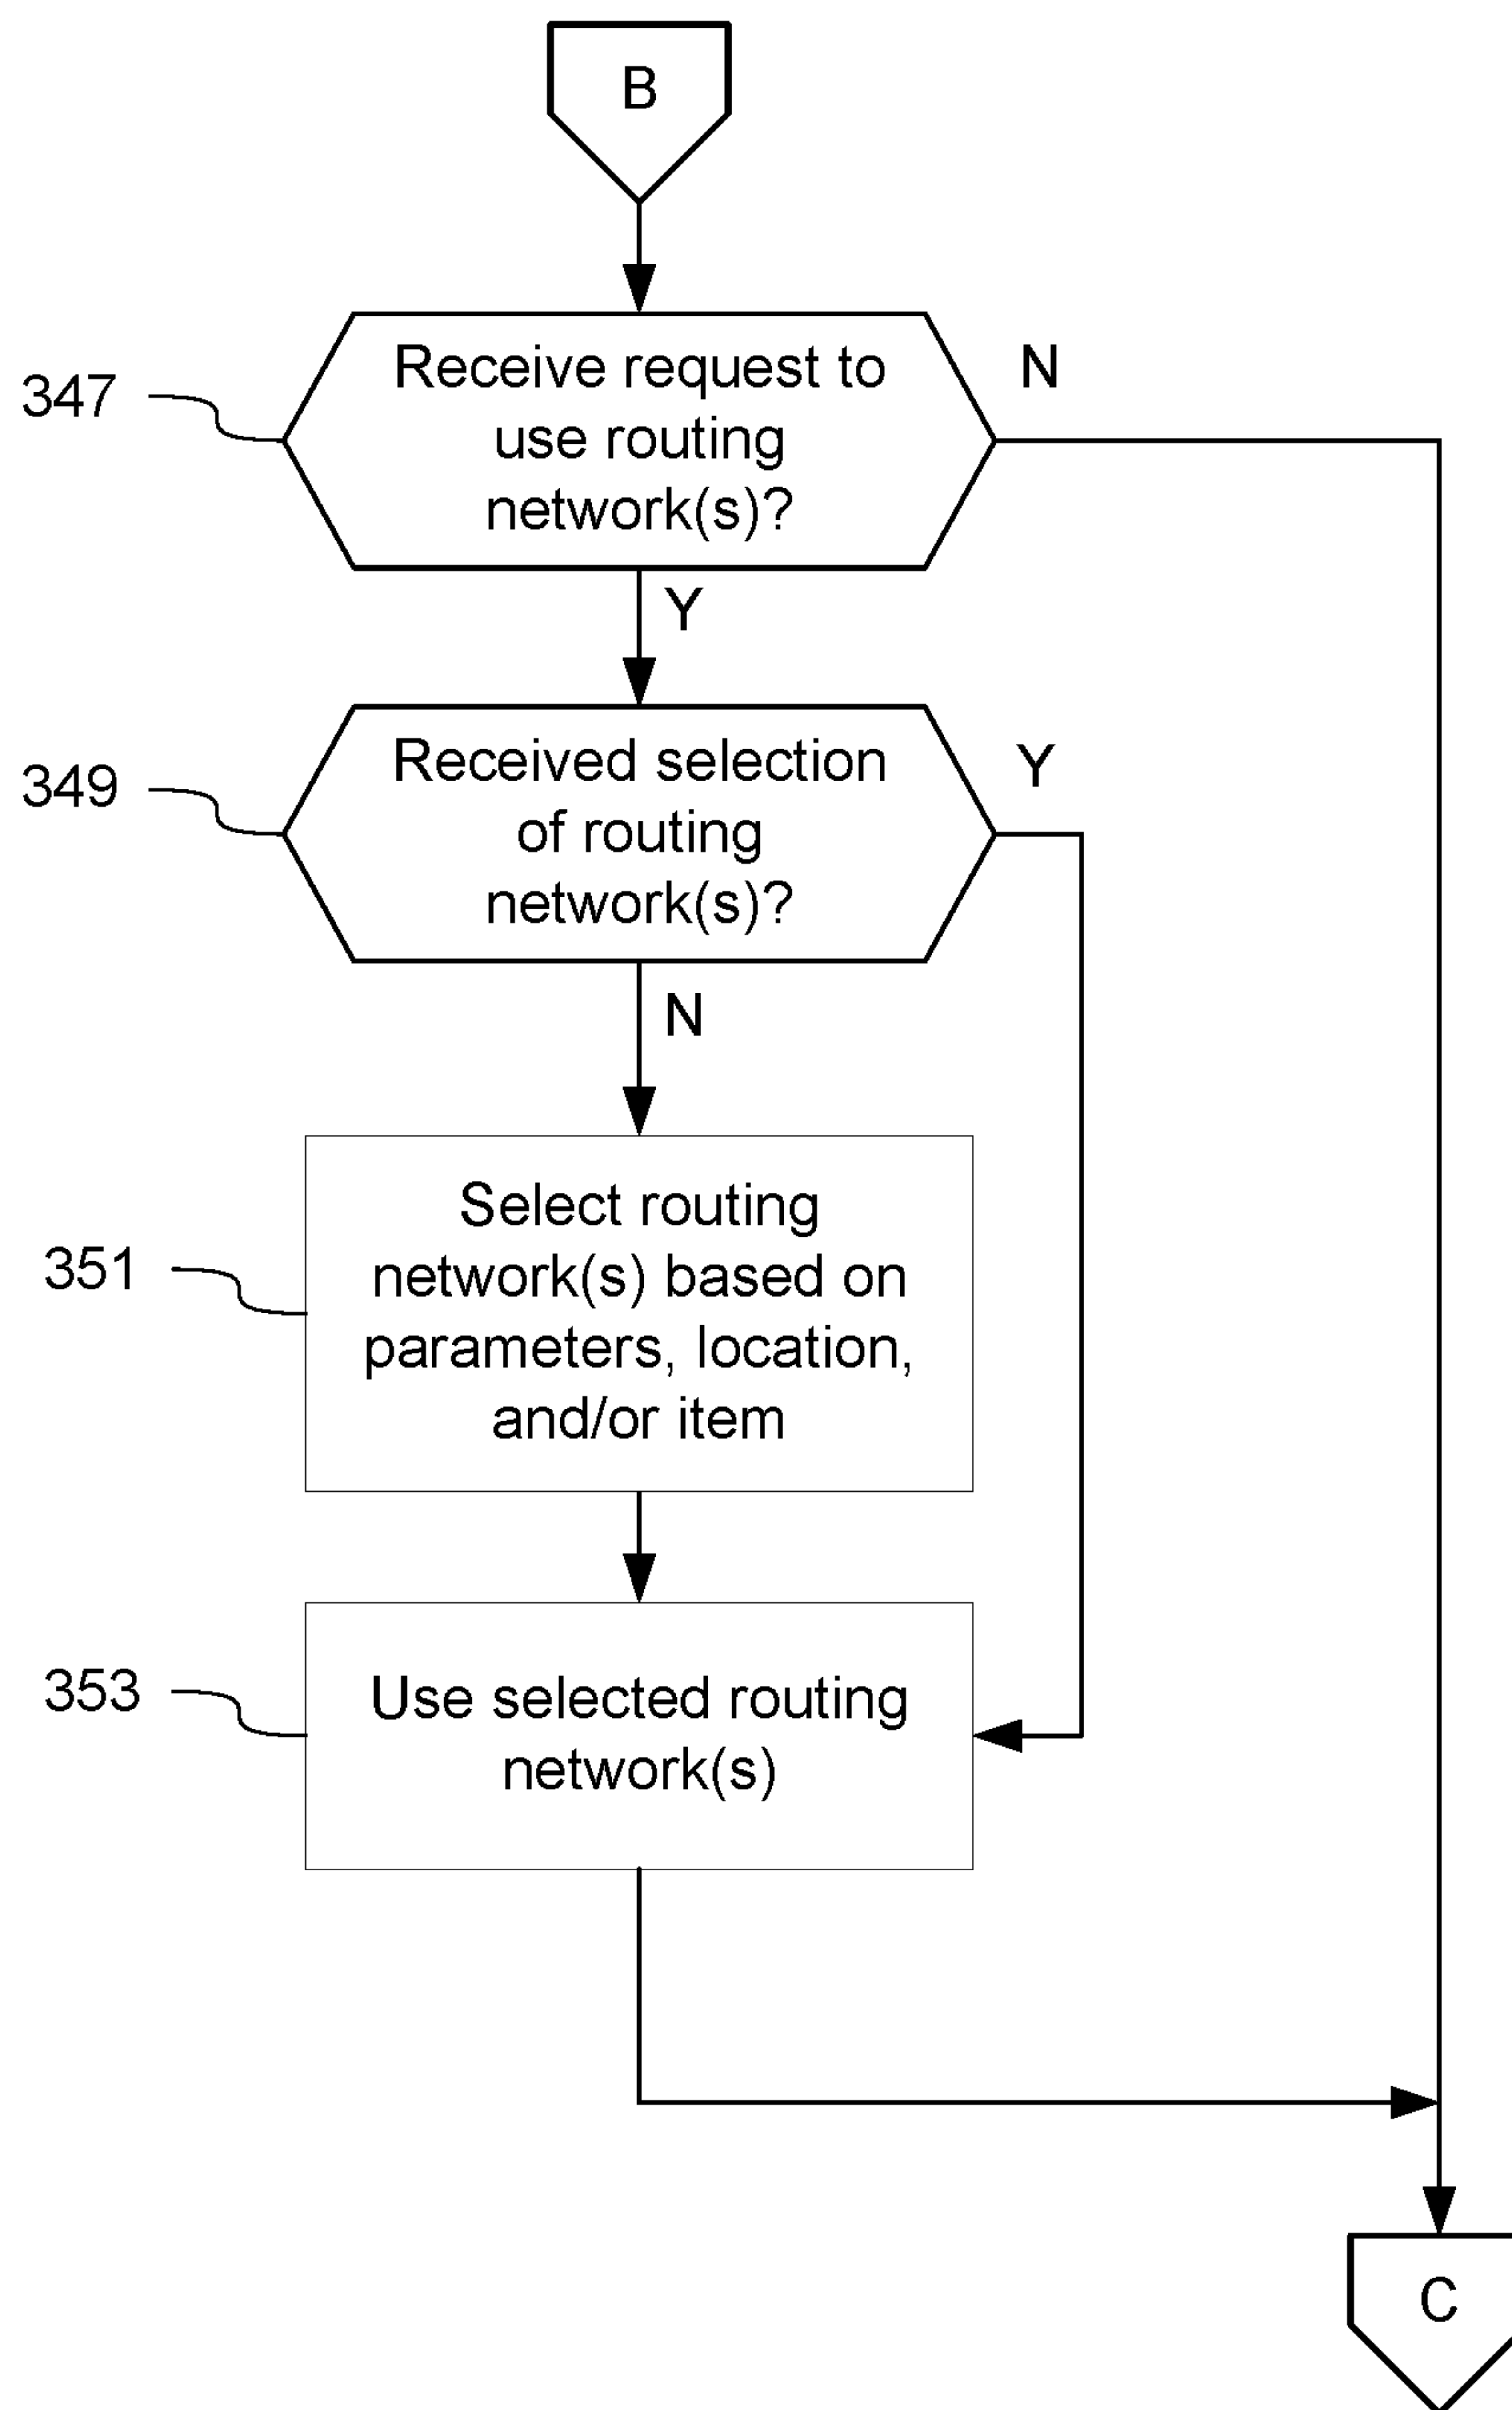 B
347
Receive request to
use routing
network(s)?
N
Y
349
Received selection
of routing
network(s)?
Y
N
351
Select routing
network(s) based on
parameters, location,
and/or item
353
Use selected routing
network(s)
C